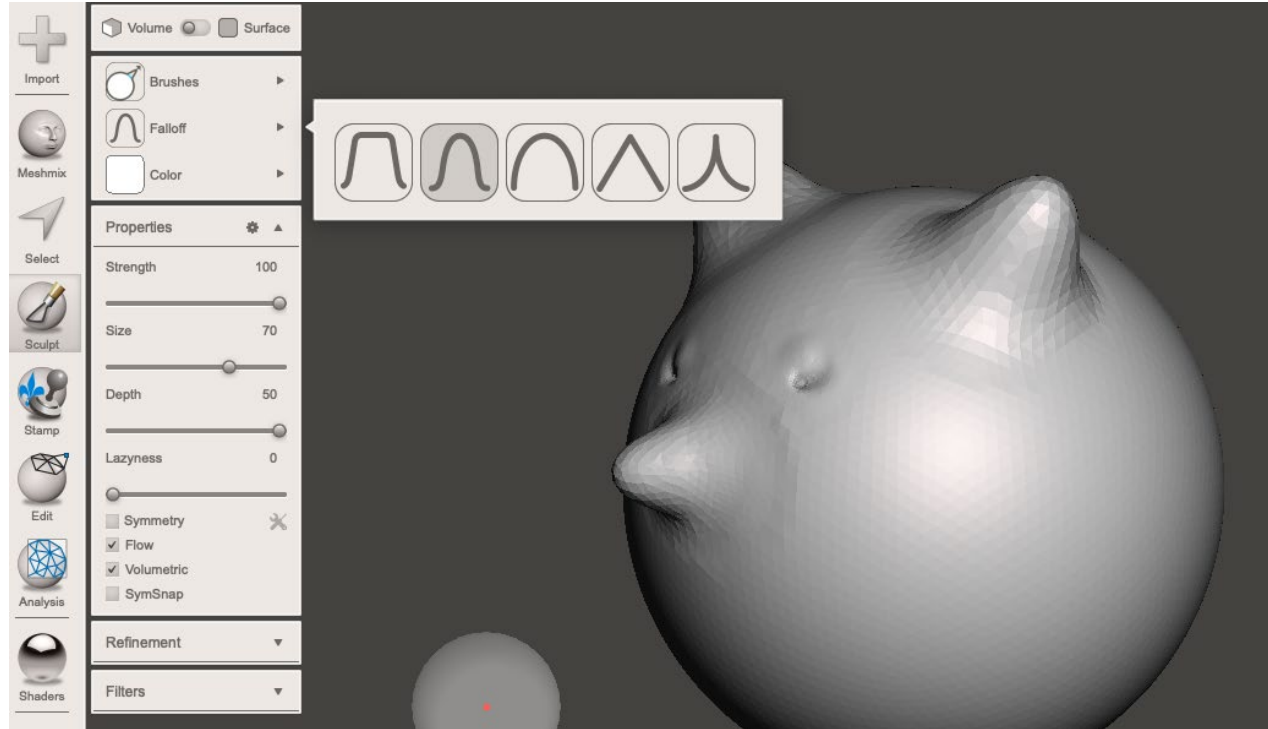 Import
Meshmix
Select
Sculpt
Stamp
Edit
Analysis
Shaders
Volume Surface
Brushes
Falloff
Color
Properties
Strength 100
Size 70
Depth 50
Lazyness 0
Symmetry
Flow
Volumetric
SymSnap
Refinement
Filters